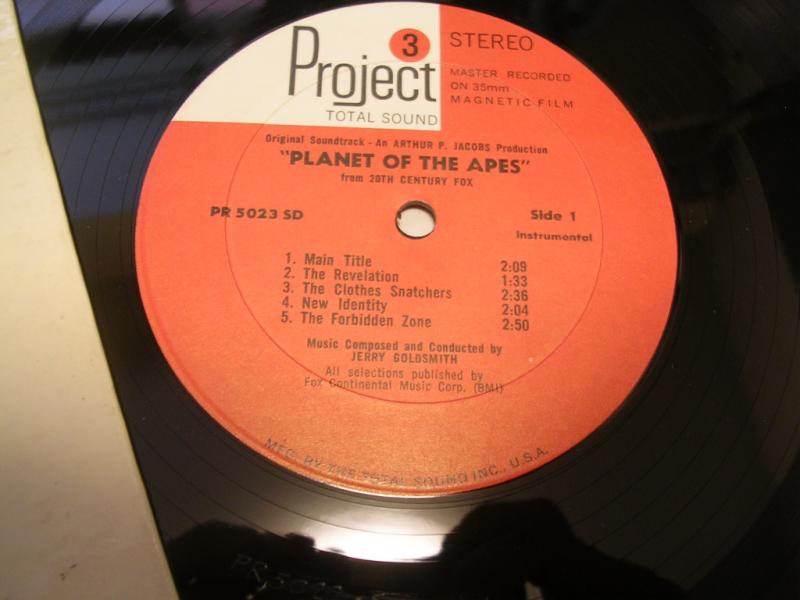 Project 3
TOTAL SOUND
STEREO
MASTER RECORDED
ON 35mm
MAGNETIC FILM
Original Soundtrack - An ARTHUR P. JACOBS Production
"PLANET OF THE APES"
from 20TH CENTURY FOX
PR 5023 SD
Side 1
Instrumental
1. Main Title 2:09
2. The Revelation 1:33
3. The Clothes Snatchers 2:36
4. New Identity 2:04
5. The Forbidden Zone 2:50
Music Composed and Conducted by
JERRY GOLDSMITH
All selections published by
Fox Continental Music Corp. (BMI)
MFG. BY THE TOTAL SOUND INC., U.S.A.